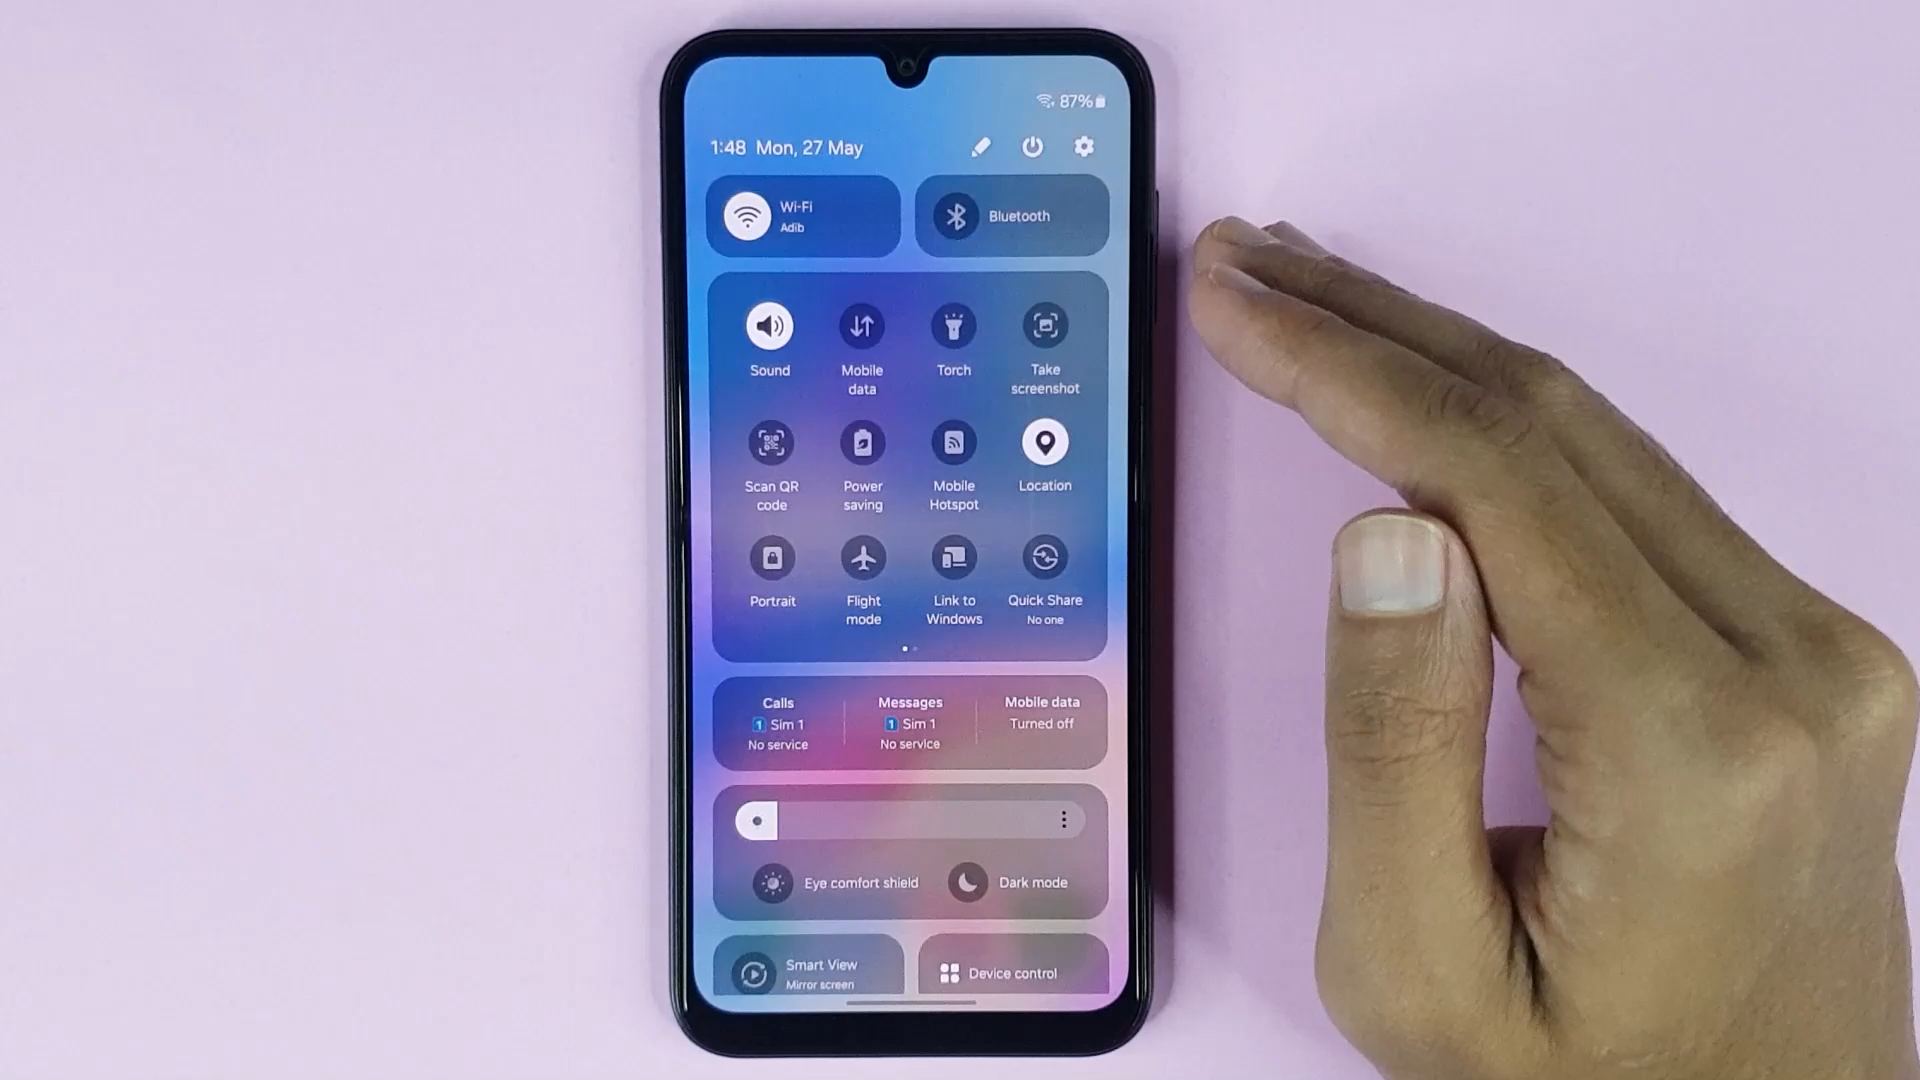 87%
1:48 Mon, 27 May
Wi-Fi
Adib
Bluetooth
Sound
Mobile
data
Torch
Take
screenshot
Scan QR
code
Power
saving
Mobile
Hotspot
Location
Portrait
Flight
mode
Link to
Windows
Quick Share
No one
Calls
1 Sim 1
No service
Messages
1 Sim 1
No service
Mobile data
Turned off
Eye comfort shield
Dark mode
Smart View
Mirror screen
Device control